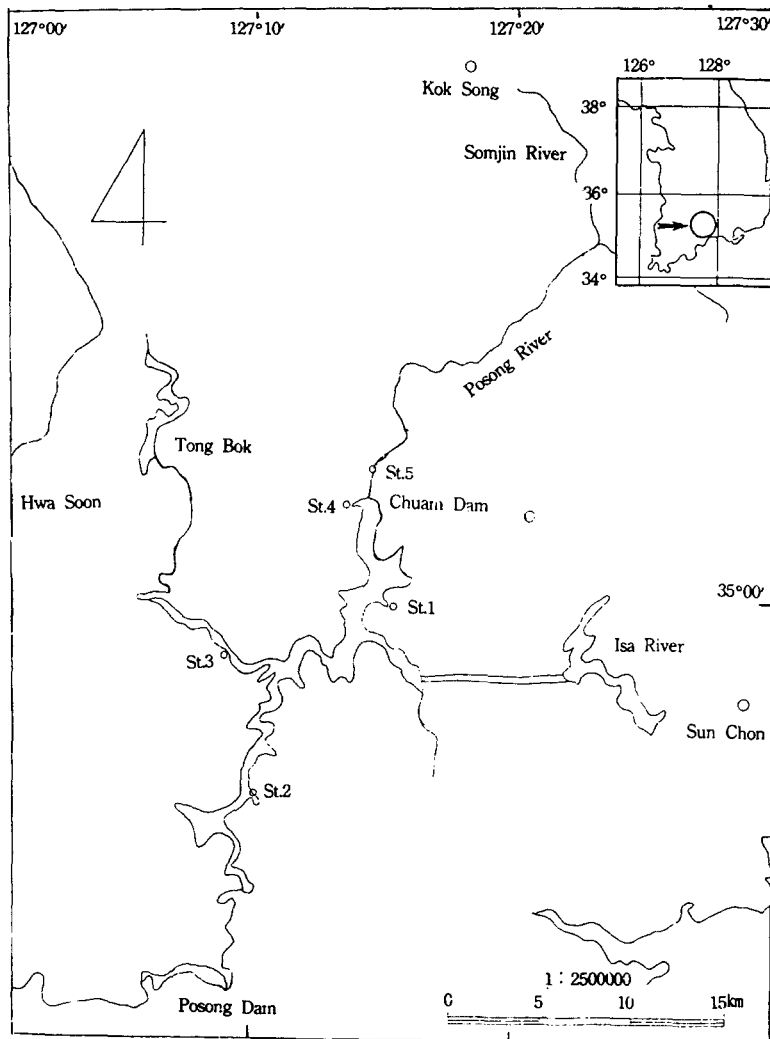 127°00′
127°10′
127°20′
127°30′
126°
128°
38°
36°
34°
Kok Song
Somjin River
Posong River
Tong Bok
Hwa Soon
St.5
St.4
Chuam Dam
St.1
35°00′
Isa River
St.3
Sun Chon
St.2
Posong Dam
1 : 2500000
0 5 10 15km